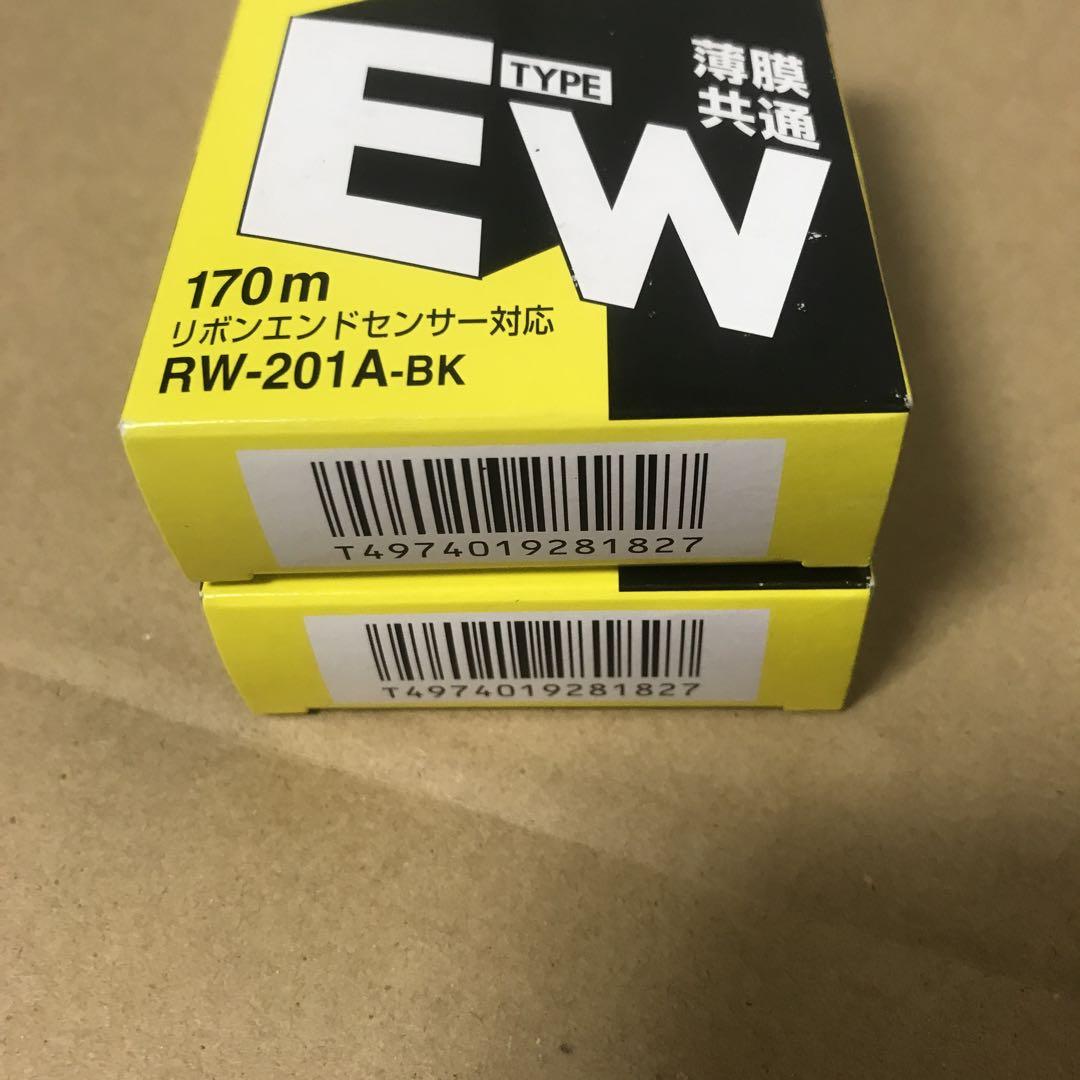 E TYPE W
薄膜
共通
170m
リボンエンドセンサー対応
RW-201A-BK
T4974019281827
T4974019281827